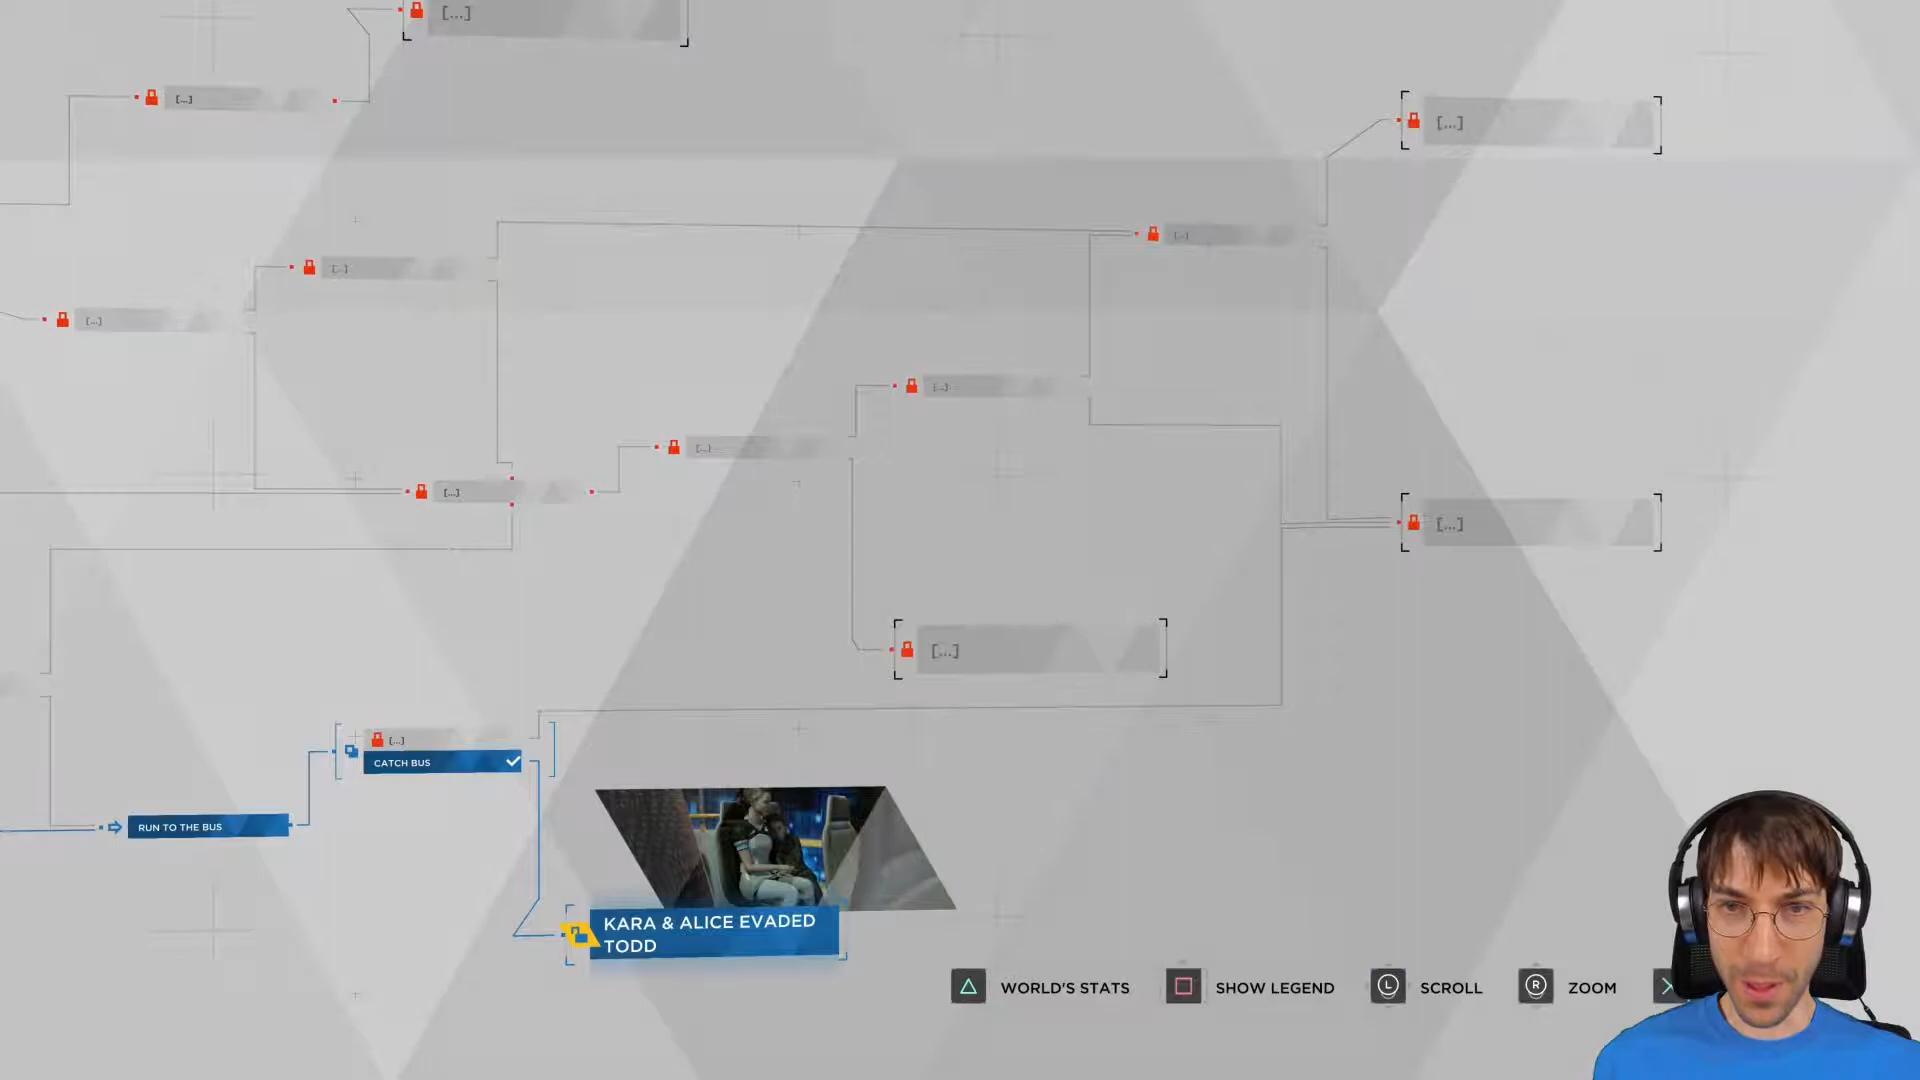 [...]
[...]
[...]
[...]
[...]
[...]
[...]
[...]
[...]
[...]
[...]
[...]
CATCH BUS
RUN TO THE BUS
KARA & ALICE EVADED
TODD
WORLD'S STATS
SHOW LEGEND
L
SCROLL
R
ZOOM